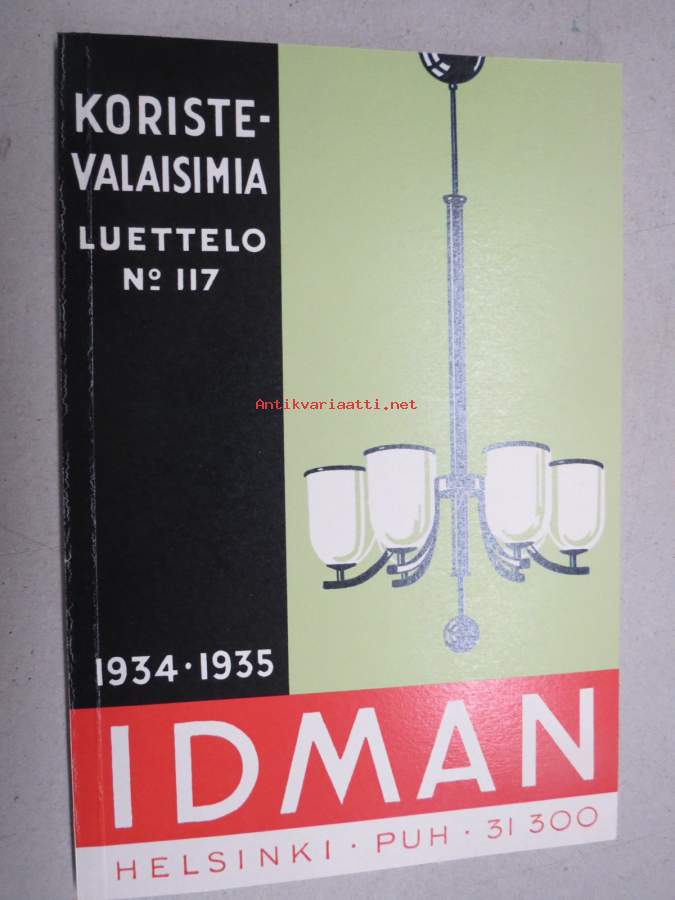 KORISTE-
VALAISIMIA
LUETTELO
Nº 117
Antikvariaatti.net
1934·1935
IDMAN
HELSINKI · PUH · 31 300